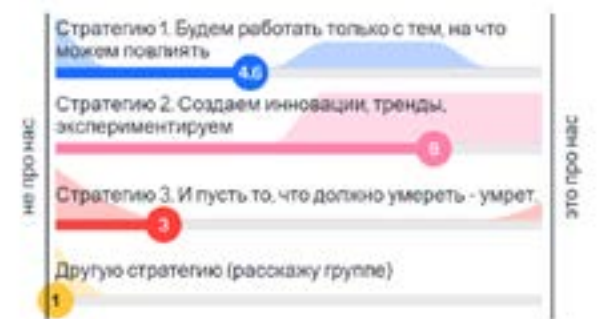 Стратегию 1. Будем работать только с тем, на что
можем повлиять
4.6
Стратегию 2. Создаем инновации, тренды,
экспериментируем
Стратегию 3. И пусть то, что должно умереть - умрет.
3
Другую стратегию (расскажу группе)
1
не про нас
это про нас